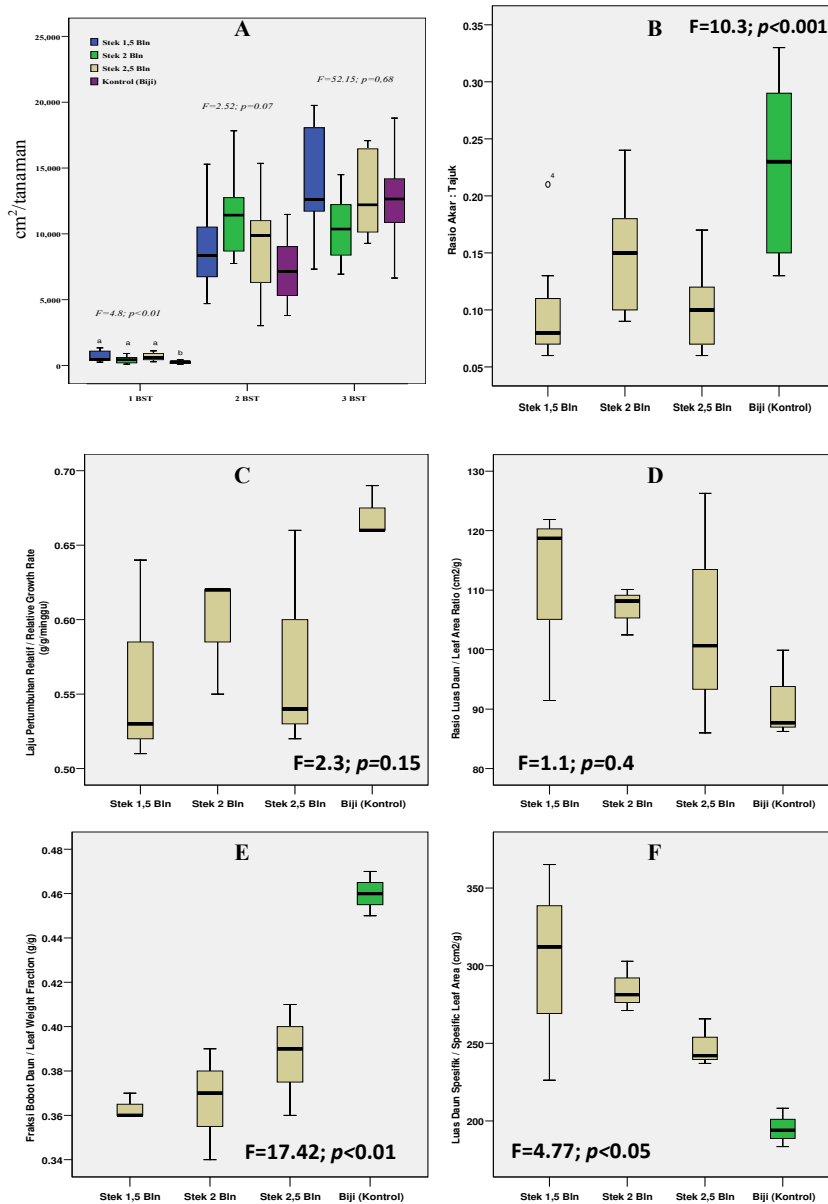 A
25,000
20,000
15,000
10,000
5,000
0
cm²/tanaman
Stek 1,5 Bln
Stek 2 Bln
Stek 2,5 Bln
Kontrol (Biji)
F=4.8; p<0.01
F=2.52; p=0.07
F=52.15; p=0,68
a
a
a
b
1 BST
2 BST
3 BST
B
F=10.3; p<0.001
Rasio Akar : Tajuk
0.35
0.30
0.25
0.20
0.15
0.10
0.05
4
Stek 1,5 Bln
Stek 2 Bln
Stek 2,5 Bln
Biji (Kontrol)
C
Laju Pertumbuhan Relatif / Relative Growth Rate
(g/g/minggu)
0.70
0.65
0.60
0.55
0.50
F=2.3; p=0.15
Stek 1,5 Bln
Stek 2 Bln
Stek 2,5 Bln
Biji (Kontrol)
D
Rasio Luas Daun / Leaf Area Ratio (cm2/g)
130
120
110
100
90
80
F=1.1; p=0.4
Stek 1,5 Bln
Stek 2 Bln
Stek 2,5 Bln
Biji (Kontrol)
E
Fraksi Bobot Daun / Leaf Weight Fraction (g/g)
0.48
0.46
0.44
0.42
0.40
0.38
0.36
0.34
F=17.42; p<0.01
Stek 1,5 Bln
Stek 2 Bln
Stek 2,5 Bln
Biji (Kontrol)
F
Luas Daun Spesifik / Spesific Leaf Area (cm2/g)
350
300
250
200
F=4.77; p<0.05
Stek 1,5 Bln
Stek 2 Bln
Stek 2,5 Bln
Biji (Kontrol)